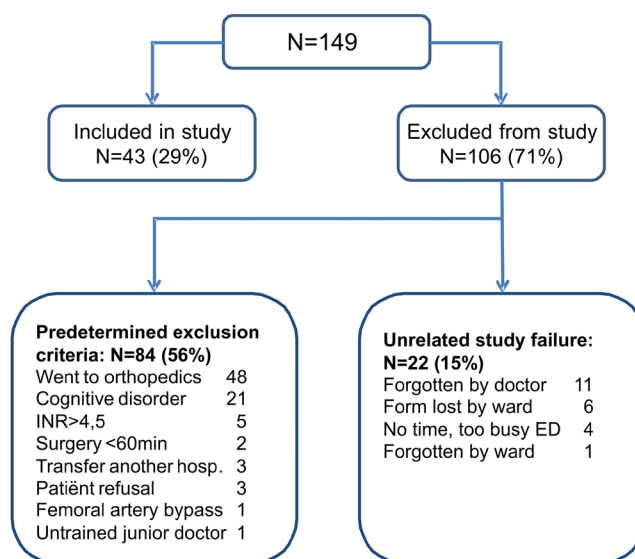 N=149
Included in study
N=43 (29%)
Excluded from study
N=106 (71%)
Predetermined exclusion
criteria: N=84 (56%)
Went to orthopedics 48
Cognitive disorder 21
INR>4,5 5
Surgery <60min 2
Transfer another hosp. 3
Patiënt refusal 3
Femoral artery bypass 1
Untrained junior doctor 1
Unrelated study failure:
N=22 (15%)
Forgotten by doctor 11
Form lost by ward 6
No time, too busy ED 4
Forgotten by ward 1